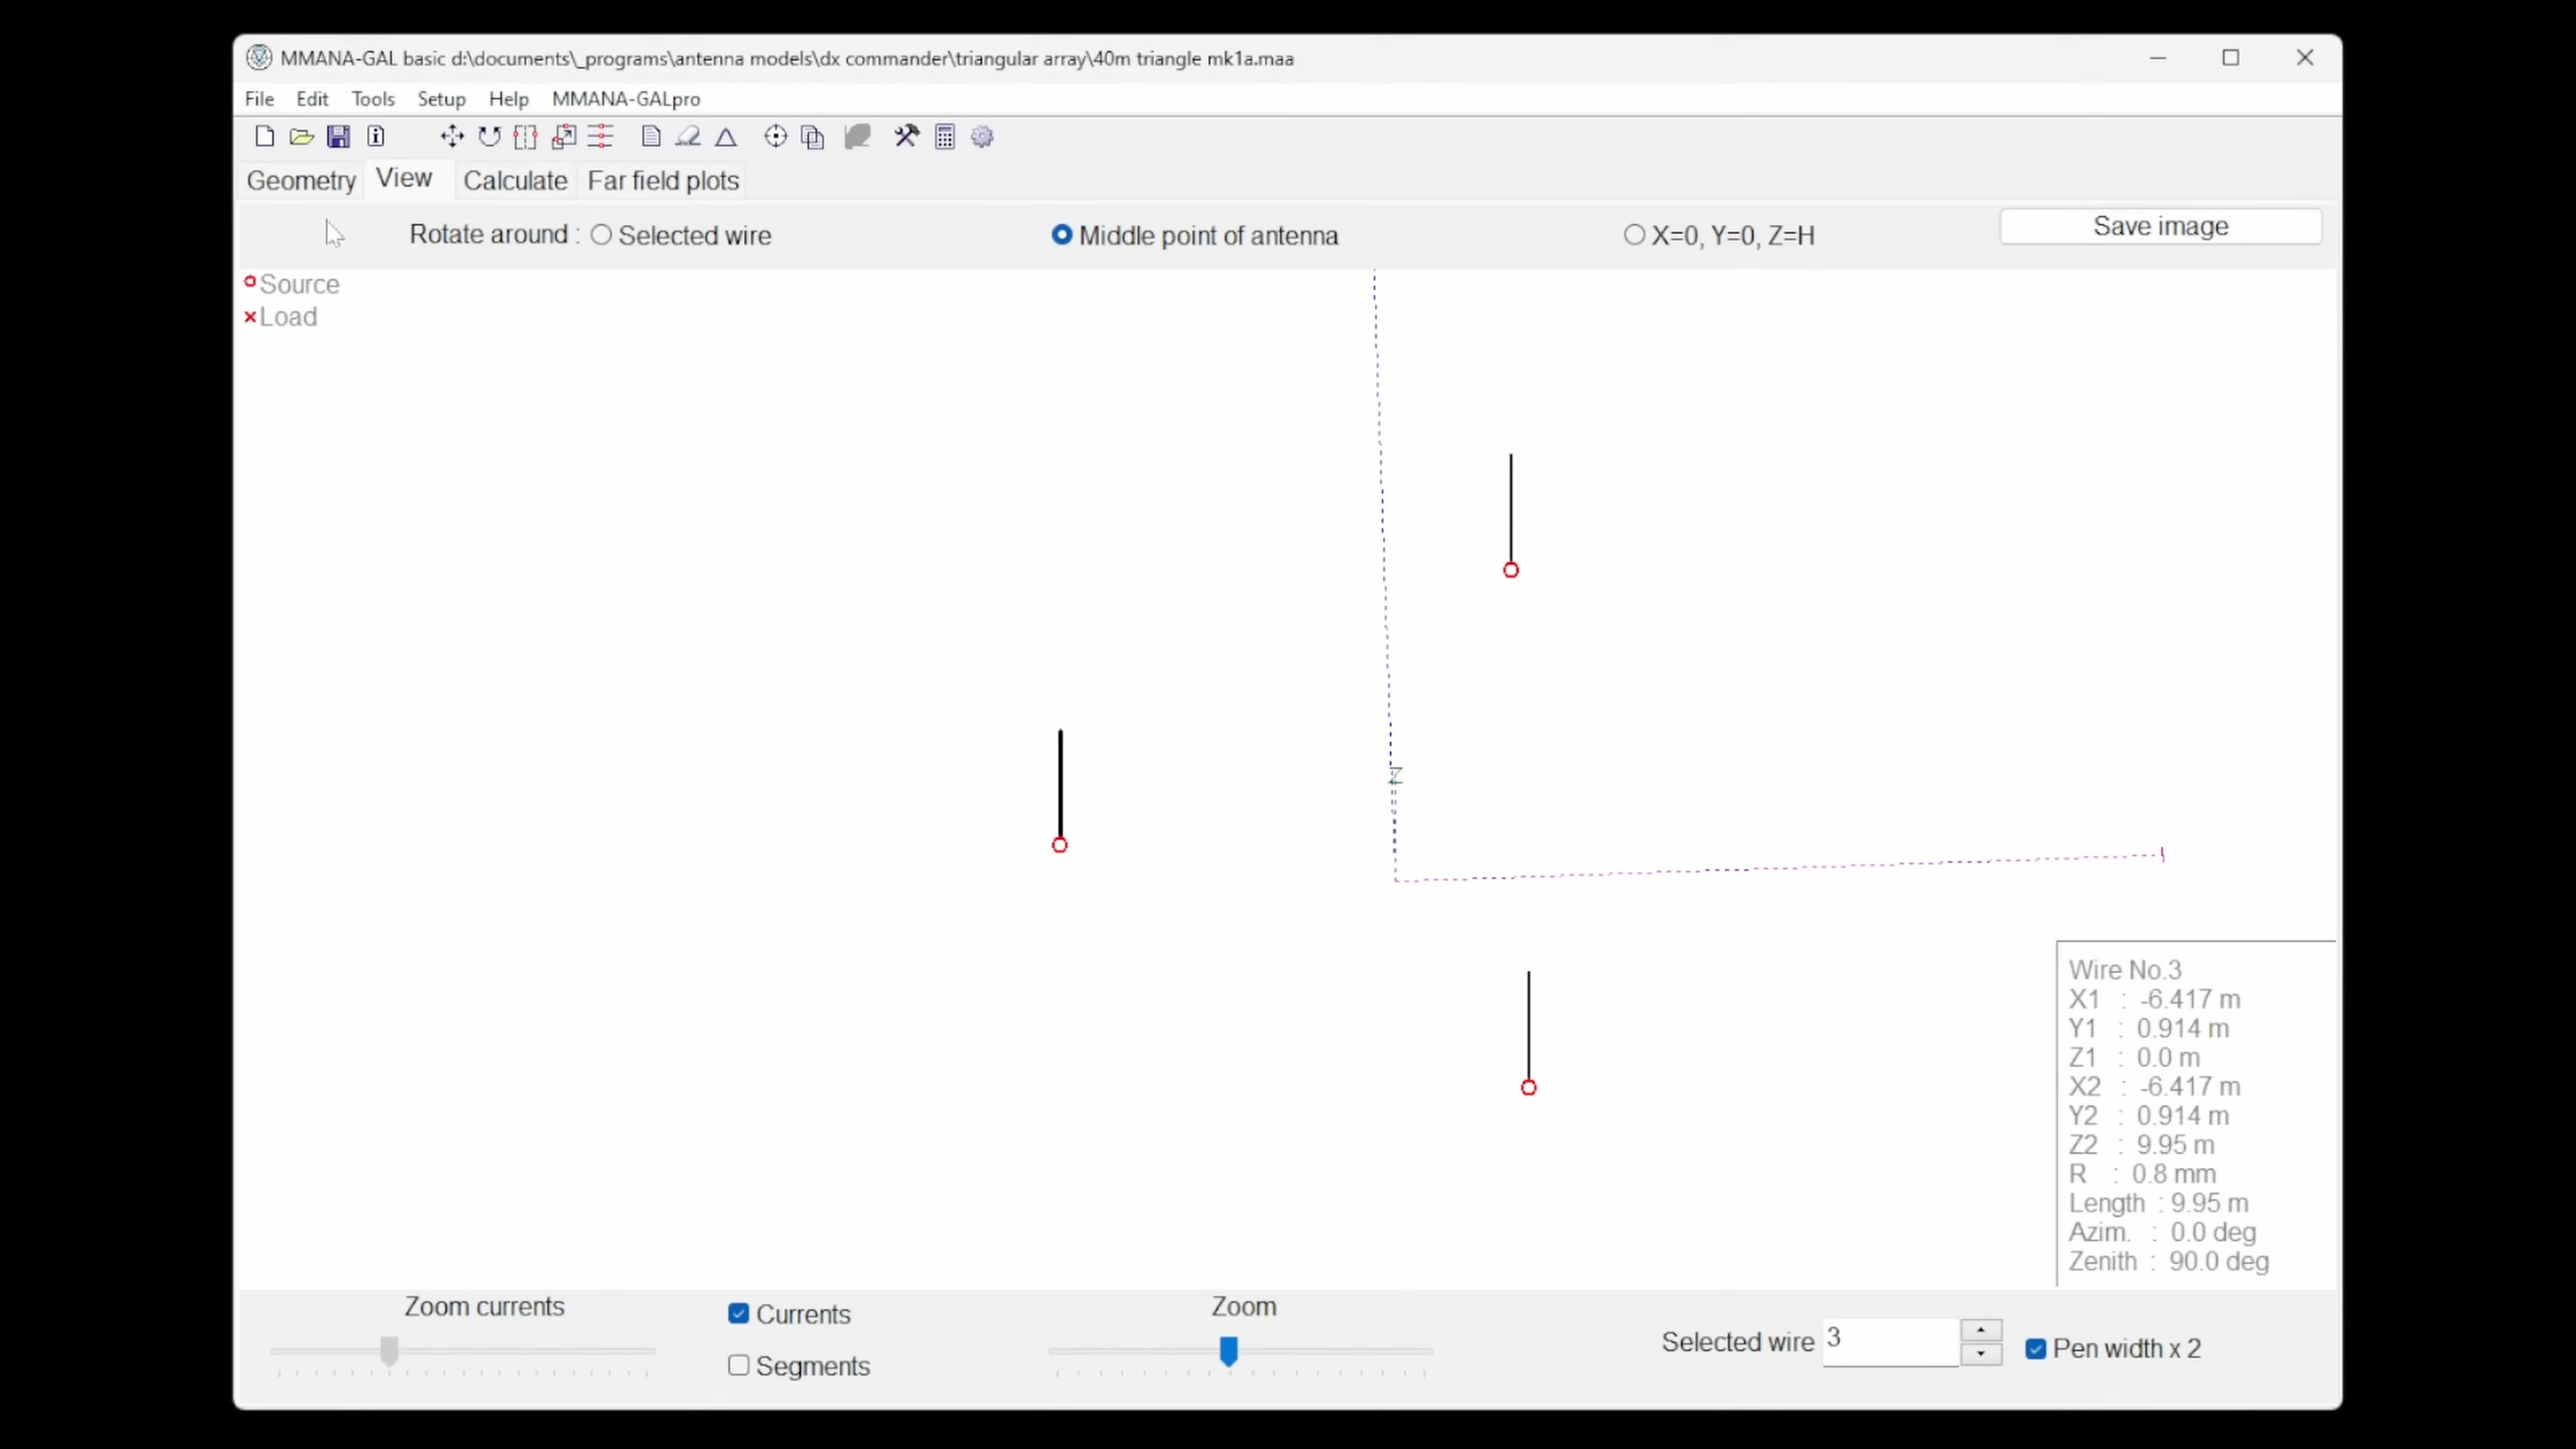 MMANA-GAL basic d:\documents\_programs\antenna models\dx commander\triangular array\40m triangle mk1a.maa
File Edit Tools Setup Help MMANA-GALpro
Geometry View Calculate Far field plots
Rotate around : Selected wire Middle point of antenna X=0, Y=0, Z=H Save image
Source
Load
Z
Wire No.3
X1 : -6.417 m
Y1 : 0.914 m
Z1 : 0.0 m
X2 : -6.417 m
Y2 : 0.914 m
Z2 : 9.95 m
R : 0.8 mm
Length : 9.95 m
Azim. : 0.0 deg
Zenith : 90.0 deg
Zoom currents Currents Zoom
Selected wire 3 Pen width x 2
Segments